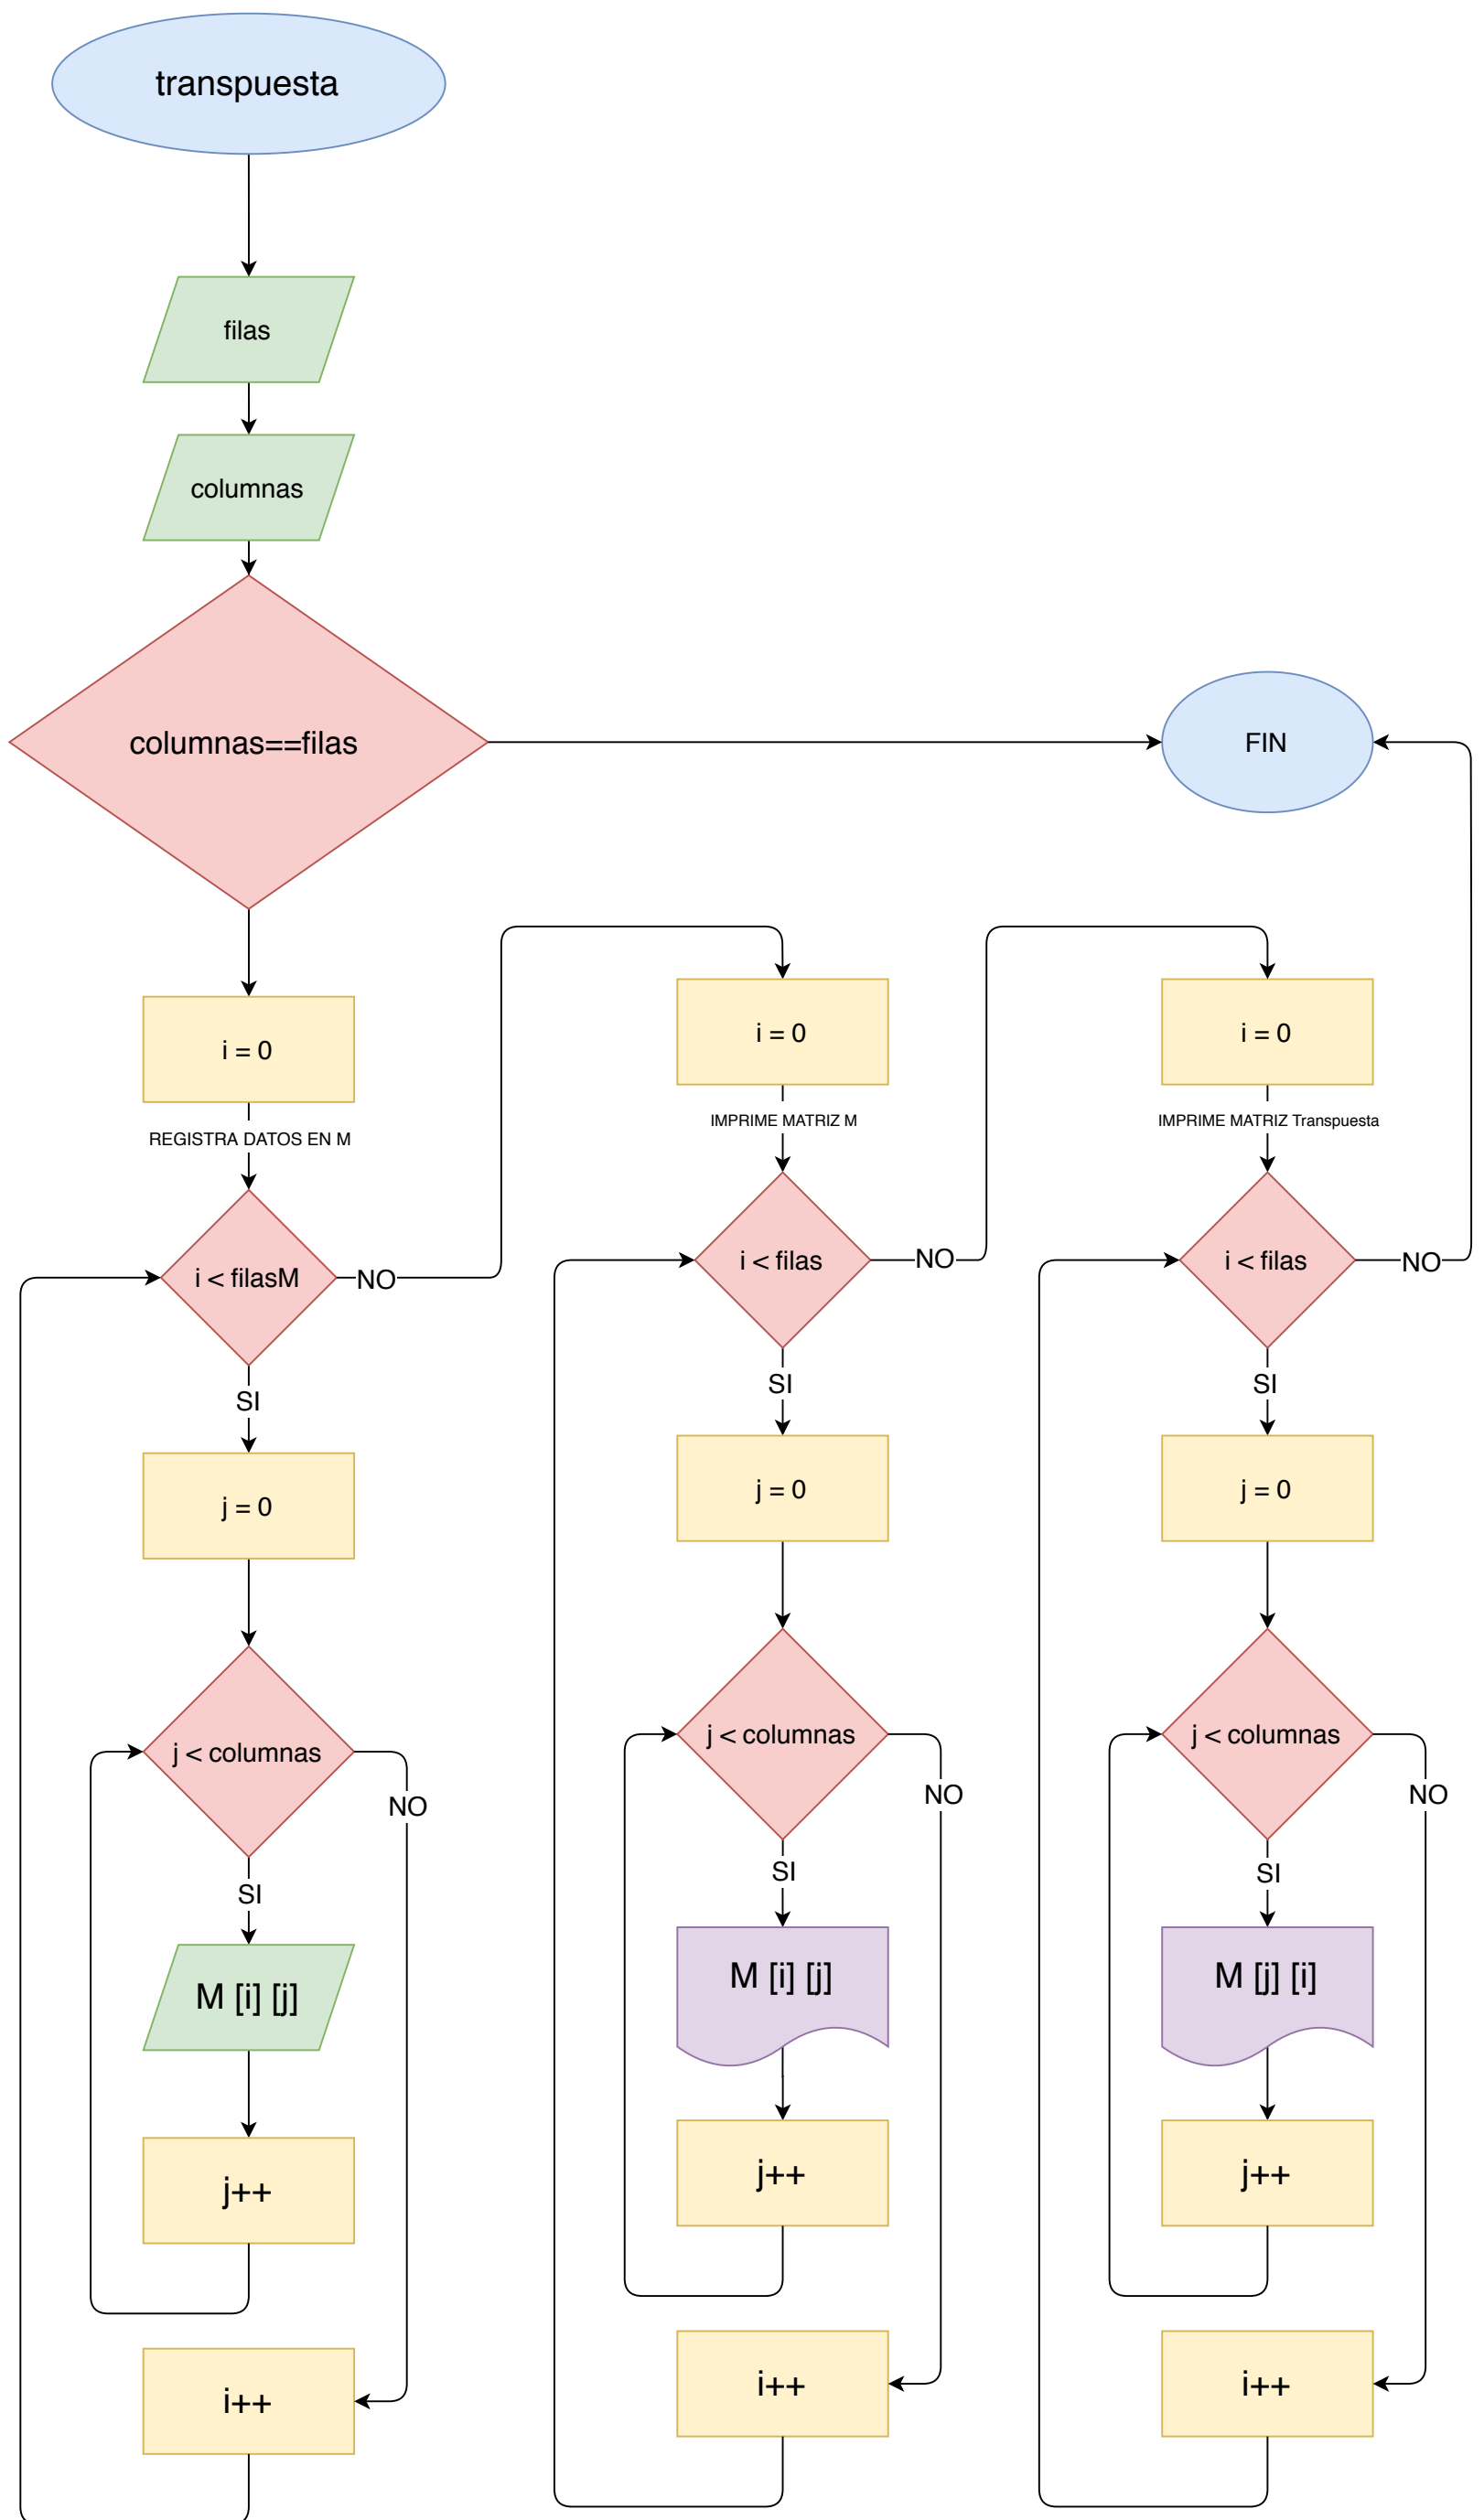 transpuesta
filas
columnas
columnas==filas
FIN
i = 0
REGISTRA DATOS EN M
i < filasM
NO
SI
j = 0
j < columnas
NO
SI
M [i] [j]
j++
i++
i = 0
IMPRIME MATRIZ M
i < filas
NO
SI
j = 0
j < columnas
NO
SI
M [i] [j]
j++
i++
i = 0
IMPRIME MATRIZ Transpuesta
i < filas
NO
SI
j = 0
j < columnas
NO
SI
M [j] [i]
j++
i++